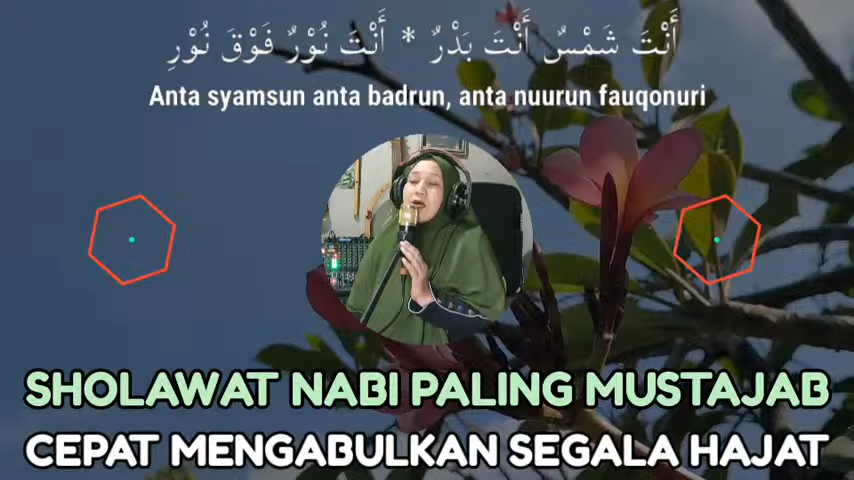 أَنْتَ شَمْسٌ أَنْتَ بَدْرٌ * أَنْتَ نُوْرٌ فَوْقَ نُوْرِ
Anta syamsun anta badrun, anta nuurun fauqonuri
SHOLAWAT NABI PALING MUSTAJAB
CEPAT MENGABULKAN SEGALA HAJAT